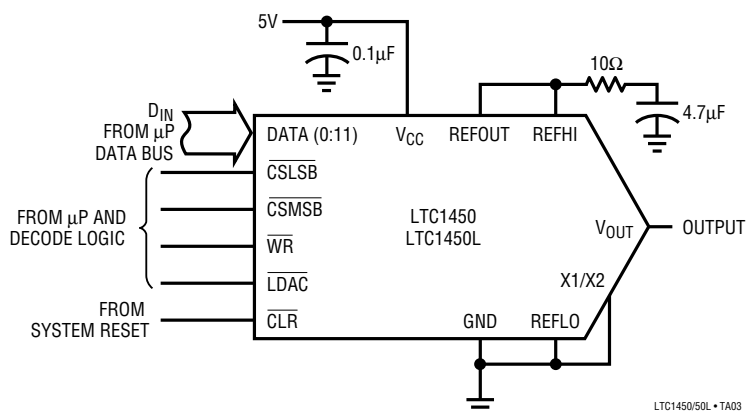 5V
0.1µF
10Ω
4.7µF
DIN
FROM µP
DATA BUS
DATA (0:11)
VCC
REFOUT
REFHI
CSLSB
CSMSB
WR
LDAC
CLR
FROM µP AND
DECODE LOGIC
FROM
SYSTEM RESET
LTC1450
LTC1450L
VOUT
OUTPUT
X1/X2
GND
REFLO
LTC1450/50L • TA03